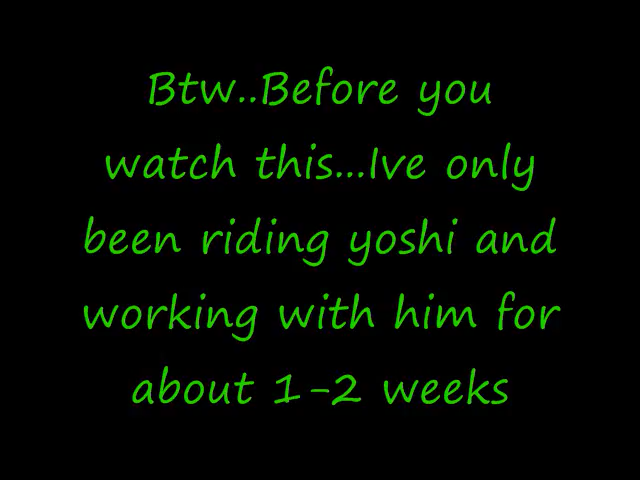 Btw..Before you
watch this...Ive only
been riding yoshi and
working with him for
about 1-2 weeks